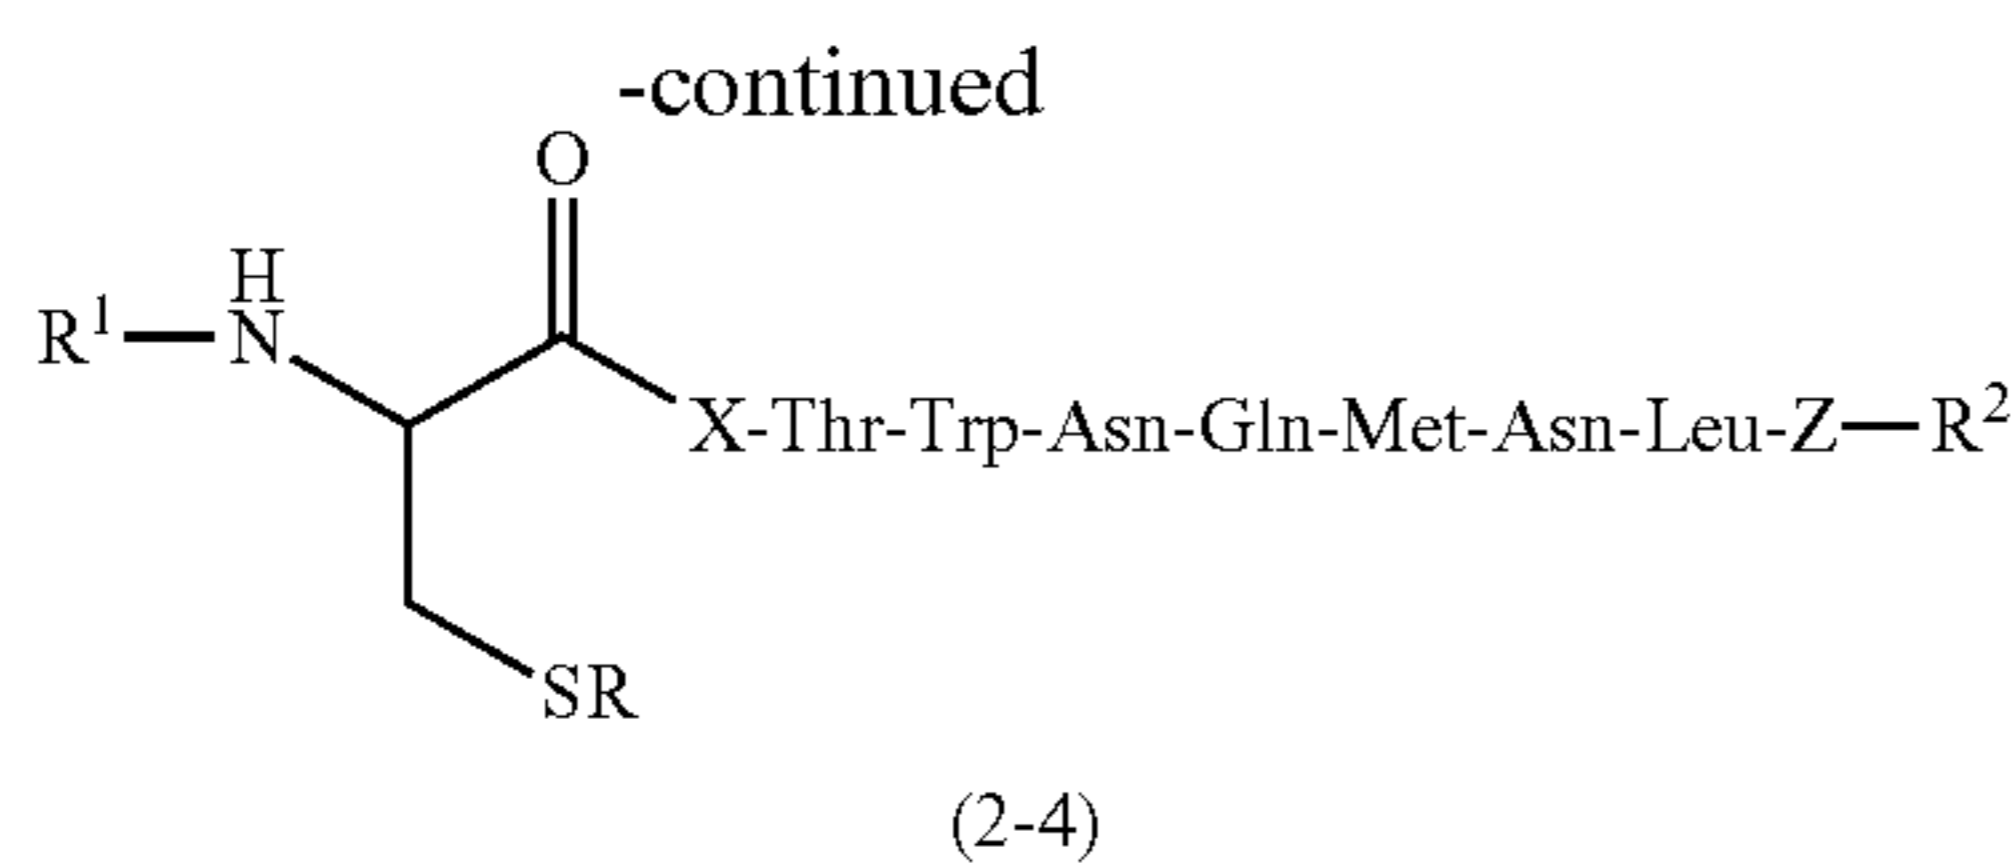 -continued
O
H
R¹ N
X-Thr-Trp-Asn-Gln-Met-Asn-Leu-Z—R²
SR
(2-4)